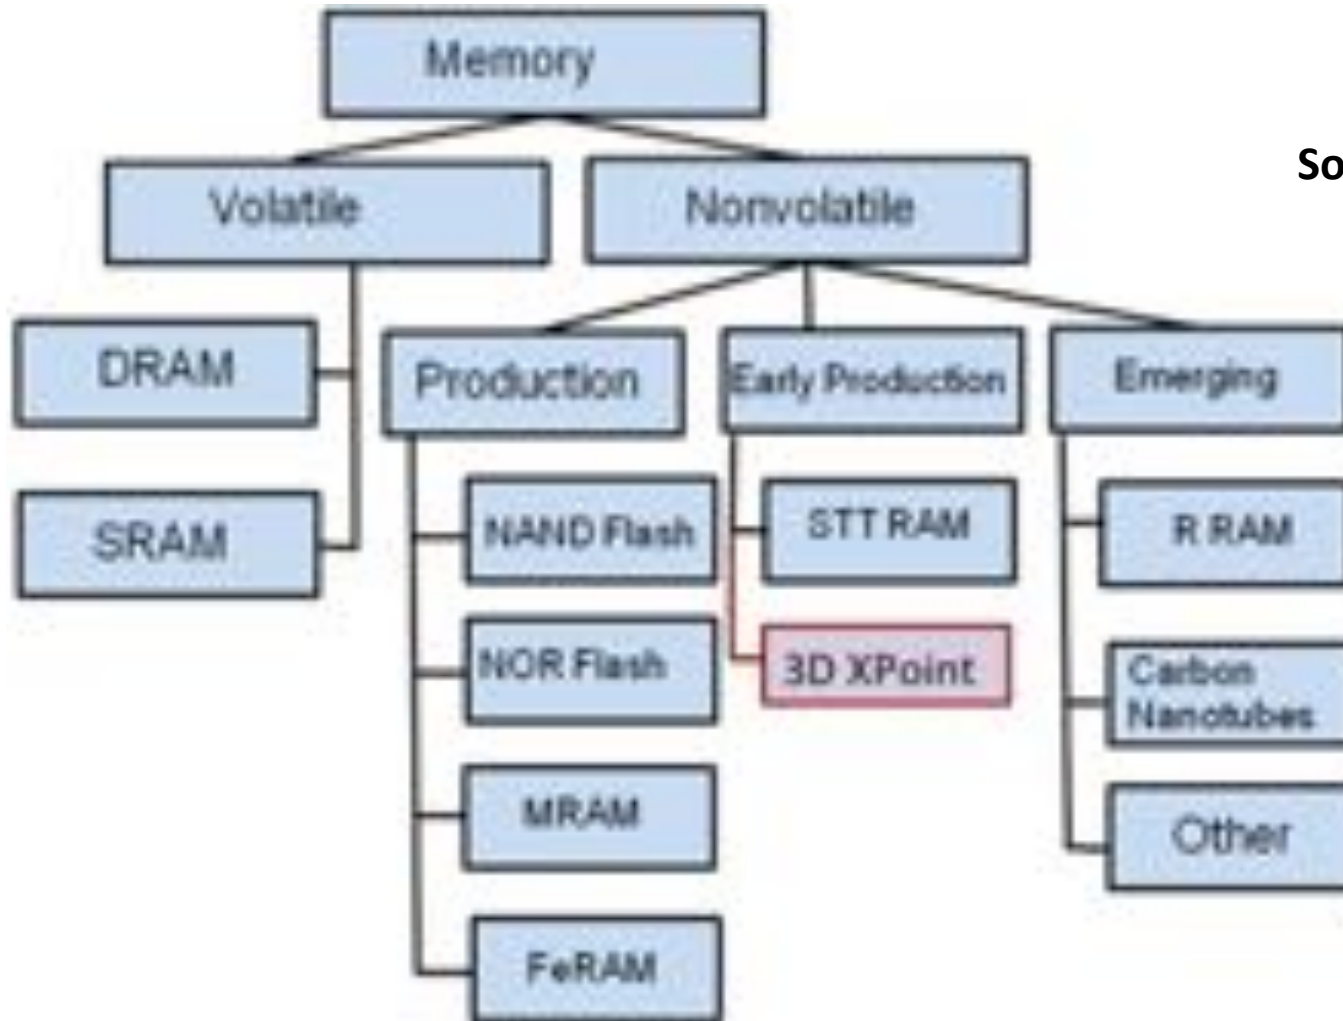 Memory
So
Volatile
Nonvolatile
DRAM
Production
Early Production
Emerging
SRAM
NAND Flash
STT RAM
R RAM
NOR Flash
3D XPoint
Carbon
Nanotubes
MRAM
Other
FeRAM